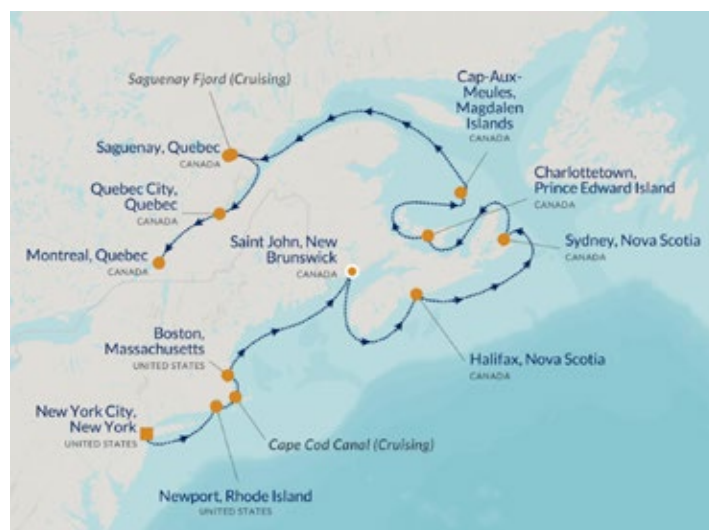 Saguenay Fjord (Cruising)
Cap-Aux-
Meules,
Magdalen
Islands
CANADA
Saguenay, Quebec
CANADA
Charlottetown,
Prince Edward Island
CANADA
Quebec City,
Quebec
CANADA
Saint John, New
Brunswick
CANADA
Sydney, Nova Scotia
CANADA
Montreal, Quebec
CANADA
Boston,
Massachusetts
UNITED STATES
Halifax, Nova Scotia
CANADA
New York City,
New York
UNITED STATES
Cape Cod Canal (Cruising)
Newport, Rhode Island
UNITED STATES